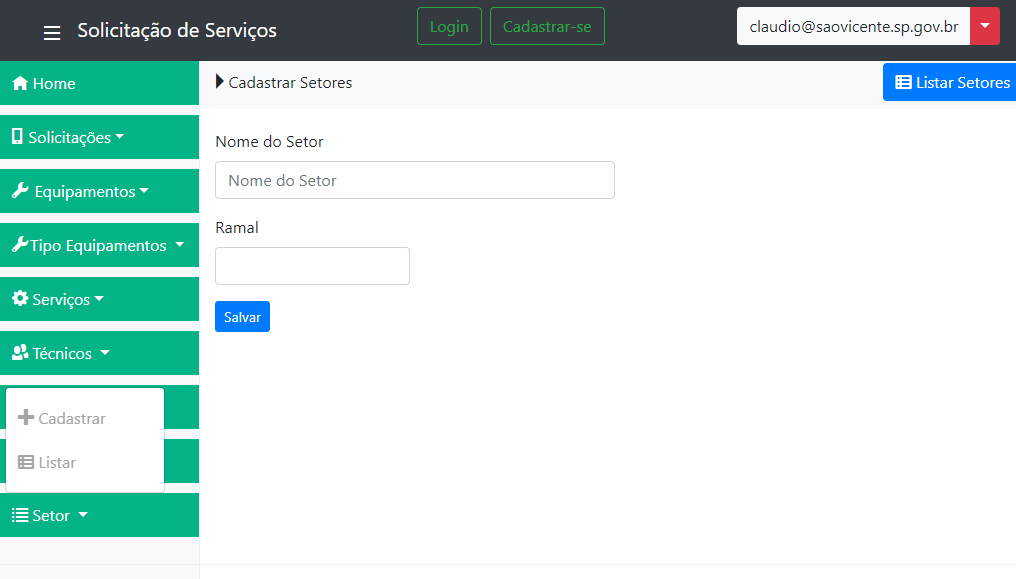 Solicitação de Serviços
Login
Cadastrar-se
claudio@saovicente.sp.gov.br
Home
Solicitações
Equipamentos
Tipo Equipamentos
Serviços
Técnicos
Cadastrar
Listar
Setor
Cadastrar Setores
Listar Setores
Nome do Setor
Nome do Setor
Ramal
Salvar